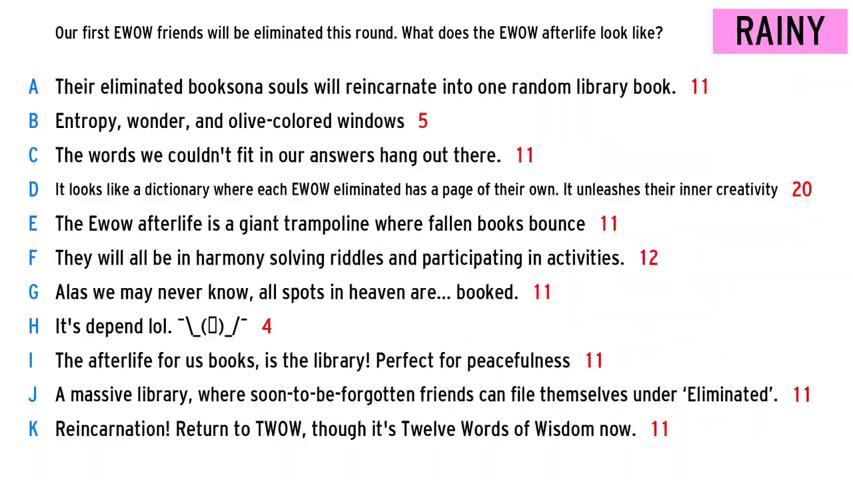 Our first EWOW friends will be eliminated this round. What does the EWOW afterlife look like?
RAINY
A Their eliminated booksona souls will reincarnate into one random library book. 11
B Entropy, wonder, and olive-colored windows 5
C The words we couldn't fit in our answers hang out there. 11
D It looks like a dictionary where each EWOW eliminated has a page of their own. It unleashes their inner creativity 20
E The Ewow afterlife is a giant trampoline where fallen books bounce 11
F They will all be in harmony solving riddles and participating in activities. 12
G Alas we may never know, all spots in heaven are... booked. 11
H It's depend lol. ¯\_(▯)_/¯ 4
I The afterlife for us books, is the library! Perfect for peacefulness 11
J A massive library, where soon-to-be-forgotten friends can file themselves under ‘Eliminated’. 11
K Reincarnation! Return to TWOW, though it's Twelve Words of Wisdom now. 11